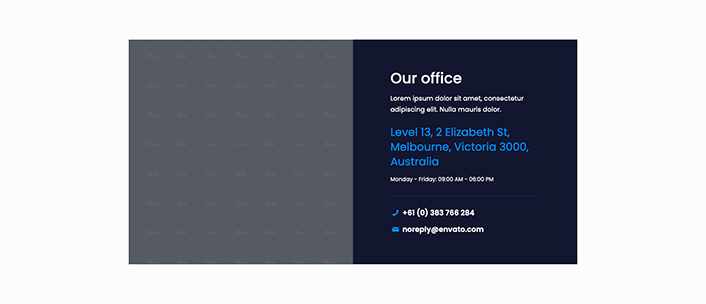 Our office
Lorem ipsum dolor sit amet, consectetur
adipiscing elit. Nulla mauris dolor.
Level 13, 2 Elizabeth St,
Melbourne, Victoria 3000,
Australia
Monday - Friday: 09:00 AM - 06:00 PM
+61 (0) 383 766 284
noreply@envato.com